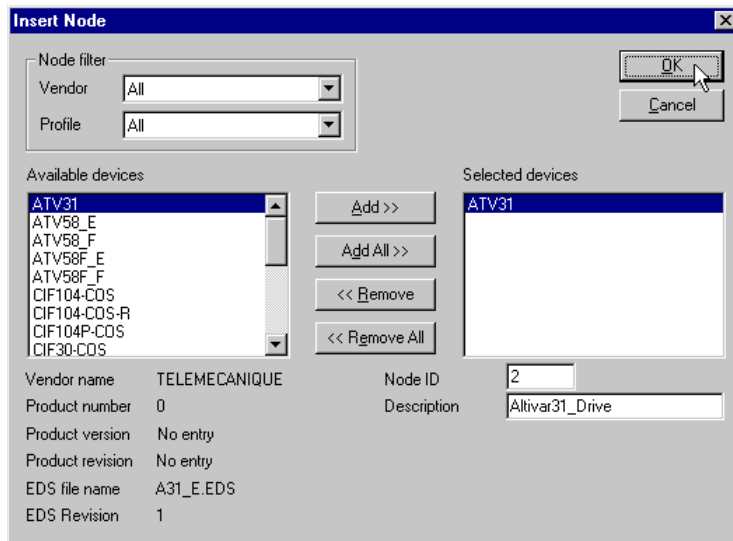 Insert Node
Node filter
Vendor All
Profile All
OK
Cancel
Available devices
ATV31
ATV58_E
ATV58_F
ATV58F_E
ATV58F_F
CIF104-COS
CIF104-COS-R
CIF104P-COS
CIF30-COS
Add >>
Add All >>
<< Remove
<< Remove All
Selected devices
ATV31
Vendor name TELEMECANIQUE
Product number 0
Product version No entry
Product revision No entry
EDS file name A31_E.EDS
EDS Revision 1
Node ID 2
Description Altivar31_Drive